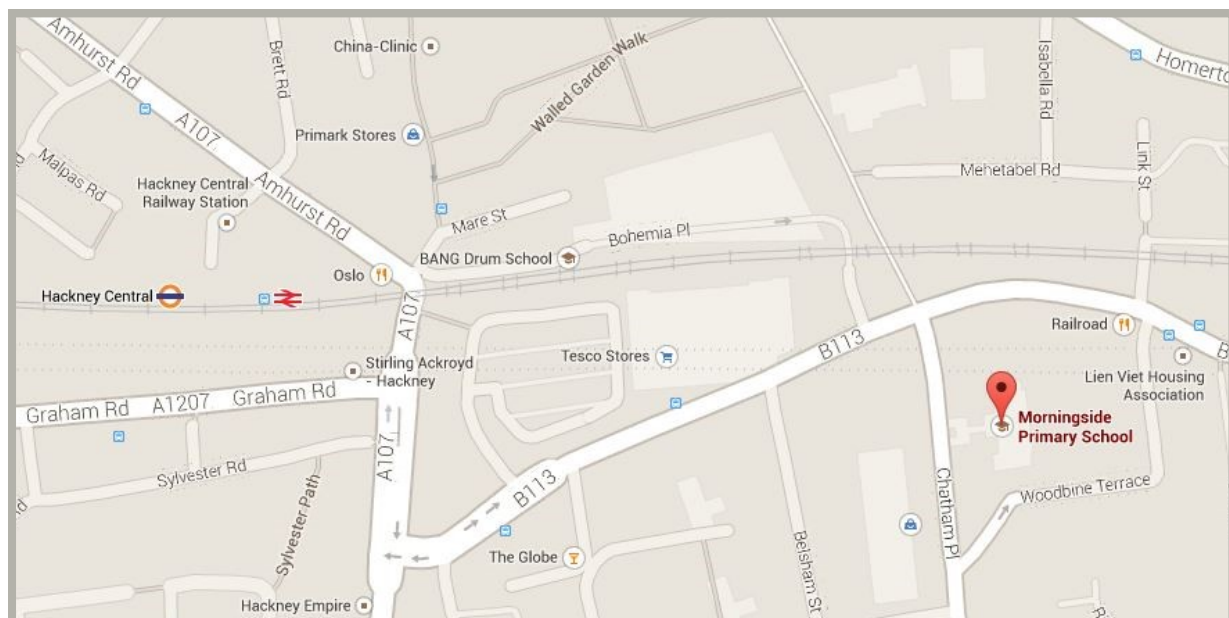 China-Clinic
Amhurst Rd
Brett Rd
Isabella Rd
Homerto
Walled Garden Walk
A107
Primark Stores
Link St
Malpas Rd
Mehetabel Rd
Hackney Central
Railway Station
Amhurst Rd
Mare St
Bohemia Pl
BANG Drum School
Oslo
Hackney Central
A107
B113
Railroad
B
Tesco Stores
Stirling Ackroyd
- Hackney
Lien Viet Housing
Association
Graham Rd A1207 Graham Rd
Morningside
Primary School
A107
Sylvester Rd
B113
Chatham Pl
Woodbine Terrace
Sylvester Path
Belsham St
The Globe
Hackney Empire